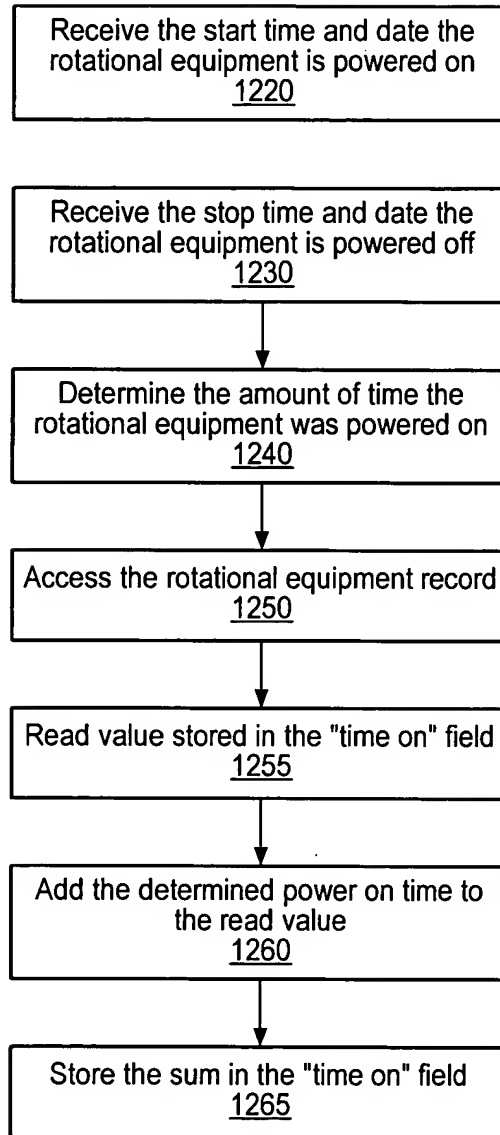 Receive the start time and date the
rotational equipment is powered on
1220
Receive the stop time and date the
rotational equipment is powered off
1230
Determine the amount of time the
rotational equipment was powered on
1240
Access the rotational equipment record
1250
Read value stored in the "time on" field
1255
Add the determined power on time to
the read value
1260
Store the sum in the "time on" field
1265